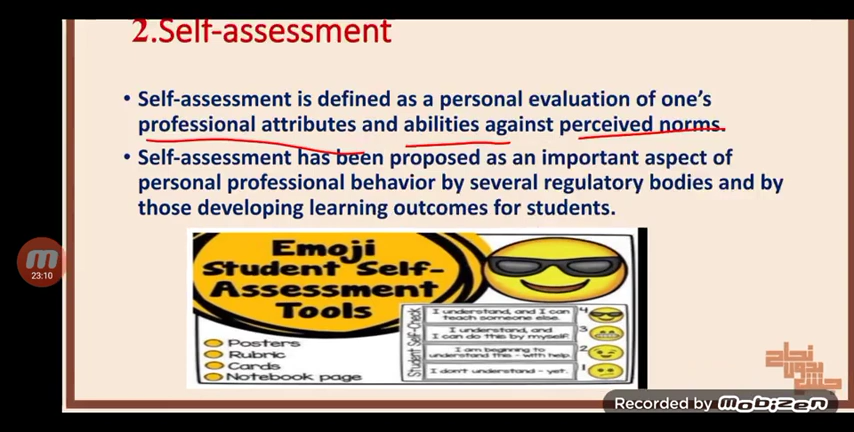 2.Self-assessment
• Self-assessment is defined as a personal evaluation of one's
professional attributes and abilities against perceived norms.
• Self-assessment has been proposed as an important aspect of
personal professional behavior by several regulatory bodies and by
those developing learning outcomes for students.
Emoji
Student Self-
Assessment
Tools
Posters
Rubric
Cards
Notebook page
Student Self-Check
I understand, and I can
teach someone else.
4
I understand, and
I can do this by myself
3
I am beginning to
understand this - with help.
2
I don't understand - yet.
1
23:10
Recorded by Mobizen